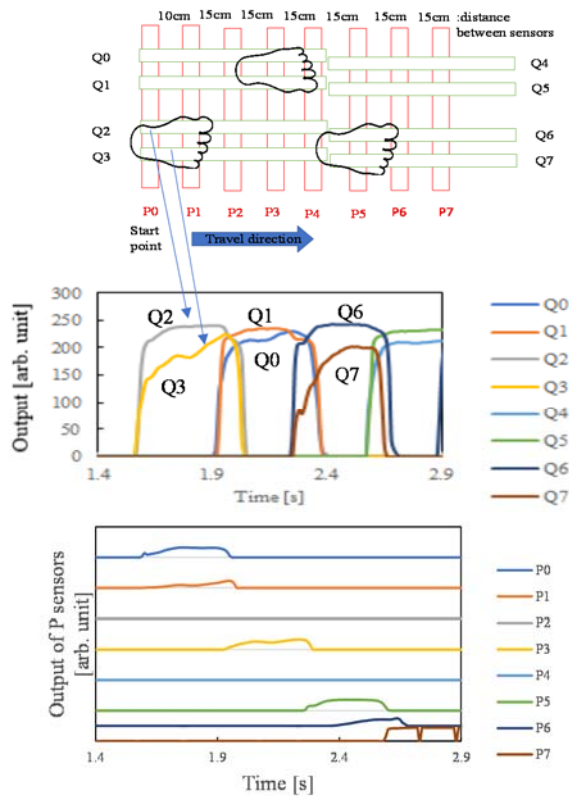 10cm 15cm 15cm 15cm 15cm 15cm :distance
between sensors
Q0
Q4
Q1
Q5
Q2
Q6
Q3
Q7
P0 P1 P2 P3 P4 P5 P6 P7
Start
point
Travel direction
Output [arb. unit]
300
250
200
150
100
50
0
Q2
Q1
Q6
Q3
Q0
Q7
1.4 1.9 2.4 2.9
Time [s]
Q0
Q1
Q2
Q3
Q4
Q5
Q6
Q7
Output of P sensors
[arb. unit]
1.4 1.9 2.4 2.9
Time [s]
P0
P1
P2
P3
P4
P5
P6
P7